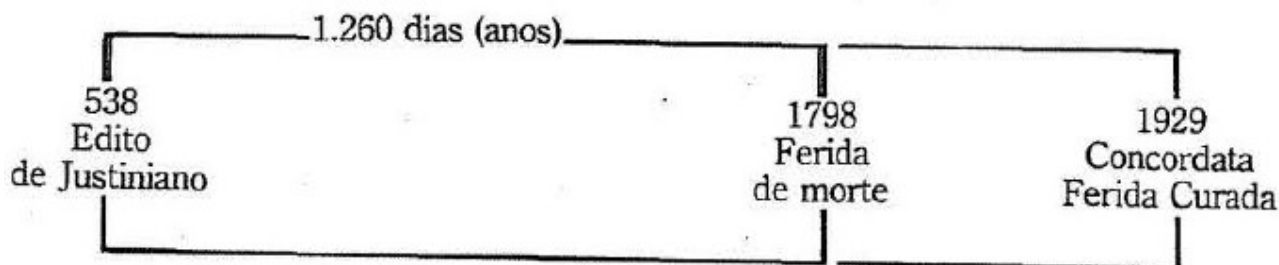 1.260 dias (anos)
538
Edito
de Justiniano
1798
Ferida
de morte
1929
Concordata
Ferida Curada